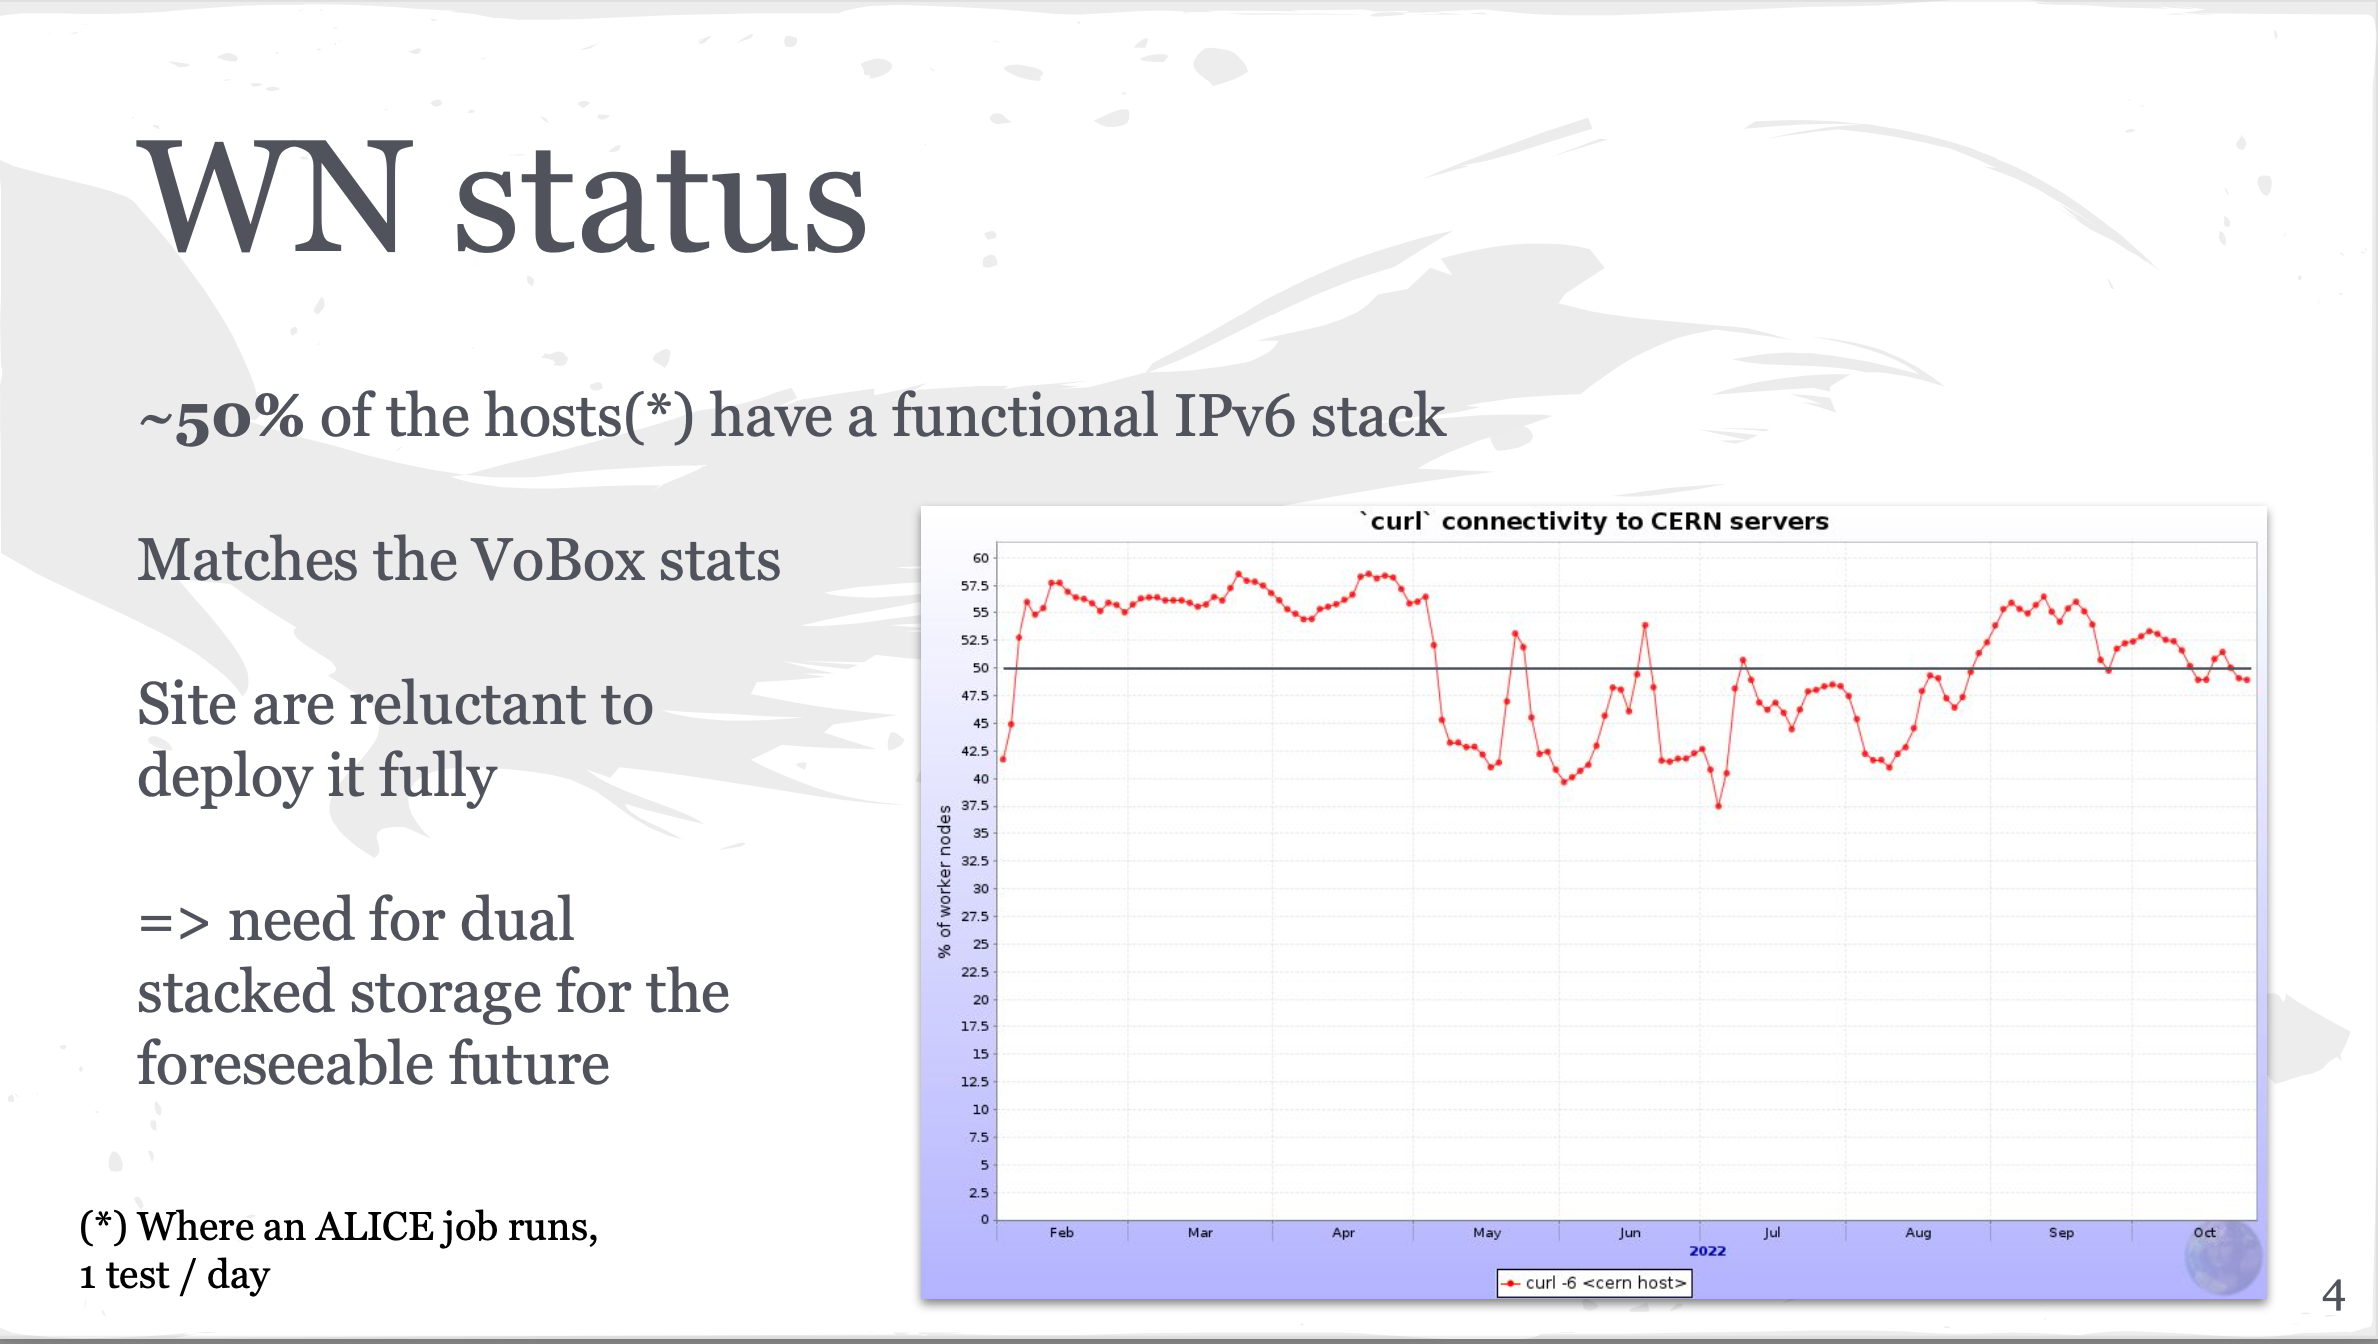 WN status
~50% of the hosts(*) have a functional IPv6 stack
Matches the VoBox stats
Site are reluctant to
deploy it fully
=> need for dual
stacked storage for the
foreseeable future
(*) Where an ALICE job runs,
1 test / day
`curl` connectivity to CERN servers
% of worker nodes
60
57.5
55
52.5
50
47.5
45
42.5
40
37.5
35
32.5
30
27.5
25
22.5
20
17.5
15
12.5
10
7.5
5
2.5
0
Feb Mar Apr May Jun Jul Aug Sep Oct
2022
curl -6 <cern host>
4